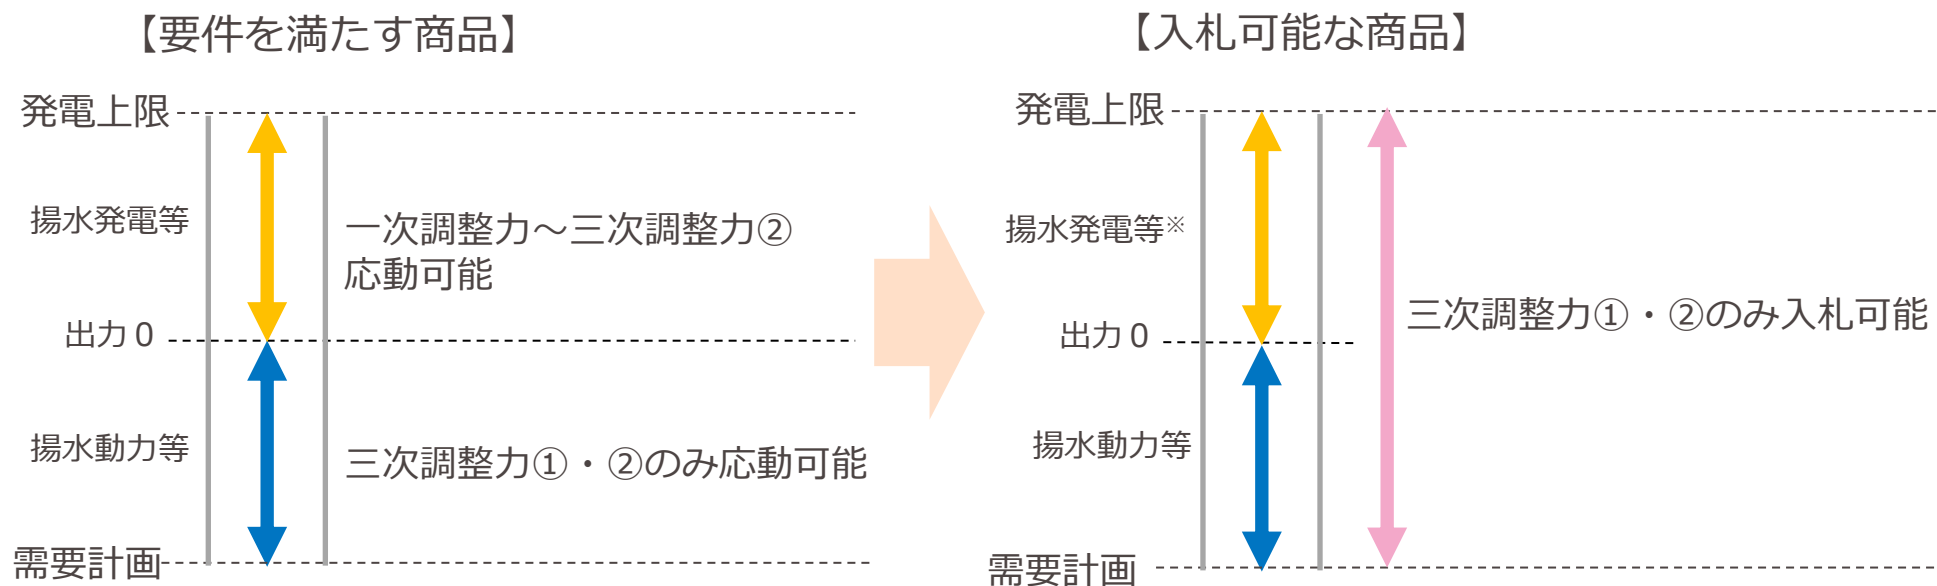 【要件を満たす商品】
発電上限
揚水発電等
一次調整力～三次調整力②
応動可能
出力０
揚水動力等
三次調整力①・②のみ応動可能
需要計画
【入札可能な商品】
発電上限
揚水発電等※
三次調整力①・②のみ入札可能
出力０
揚水動力等
需要計画